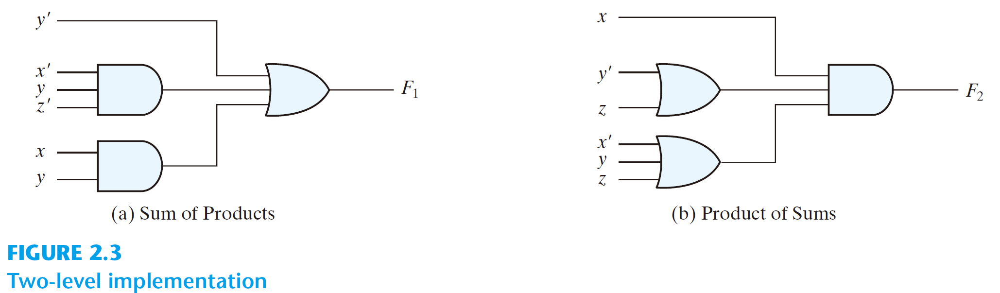 y′
x′
y
z′
x
y
F₁
(a) Sum of Products
x
y′
z
x′
y
z
F₂
(b) Product of Sums
FIGURE 2.3
Two-level implementation